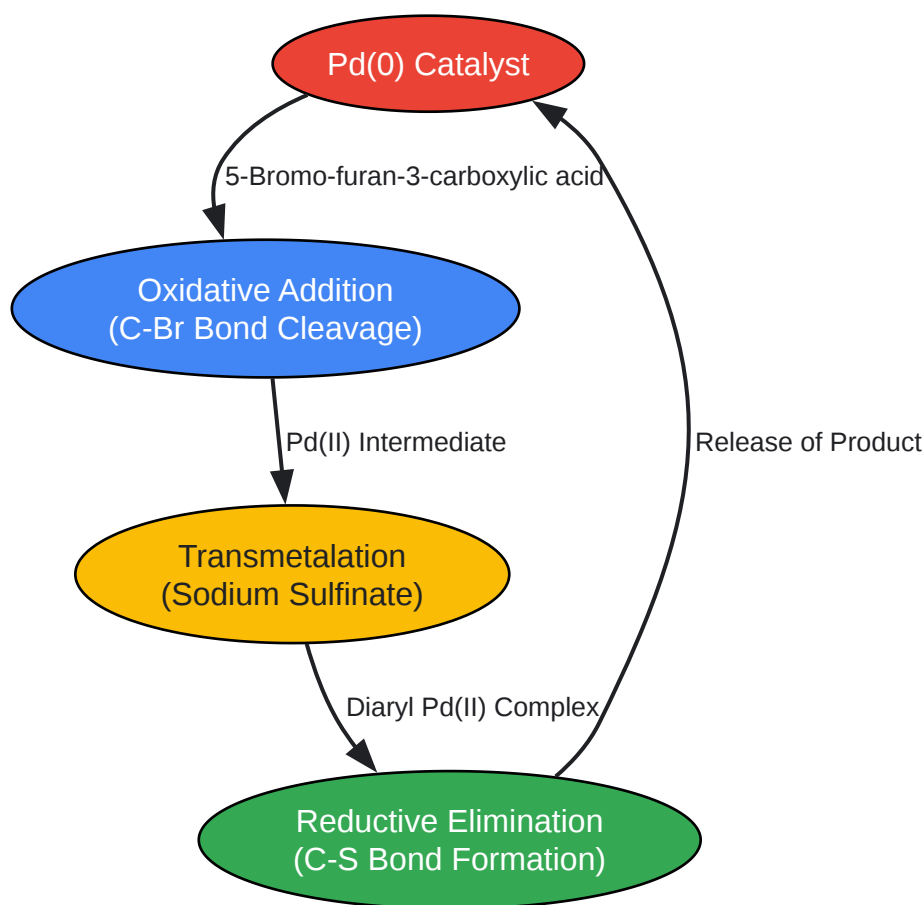 Pd(0) Catalyst
5-Bromo-furan-3-carboxylic acid
Oxidative Addition
(C-Br Bond Cleavage)
Pd(II) Intermediate
Release of Product
Transmetalation
(Sodium Sulfinate)
Diaryl Pd(II) Complex
Reductive Elimination
(C-S Bond Formation)